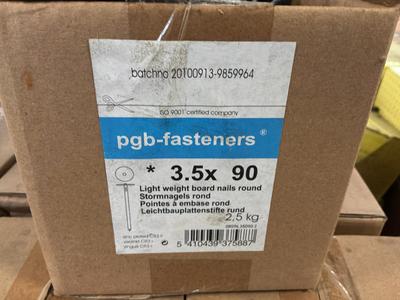 batchno 20100913-9859964
ISO 9001 certified company
pgb-fasteners®
* 3.5x 90
Light weight board nails round
Stormnagels rond
Pointes à embase rond
Leichtbauplattenstifte rund
2,5 kg
5 410439 375887